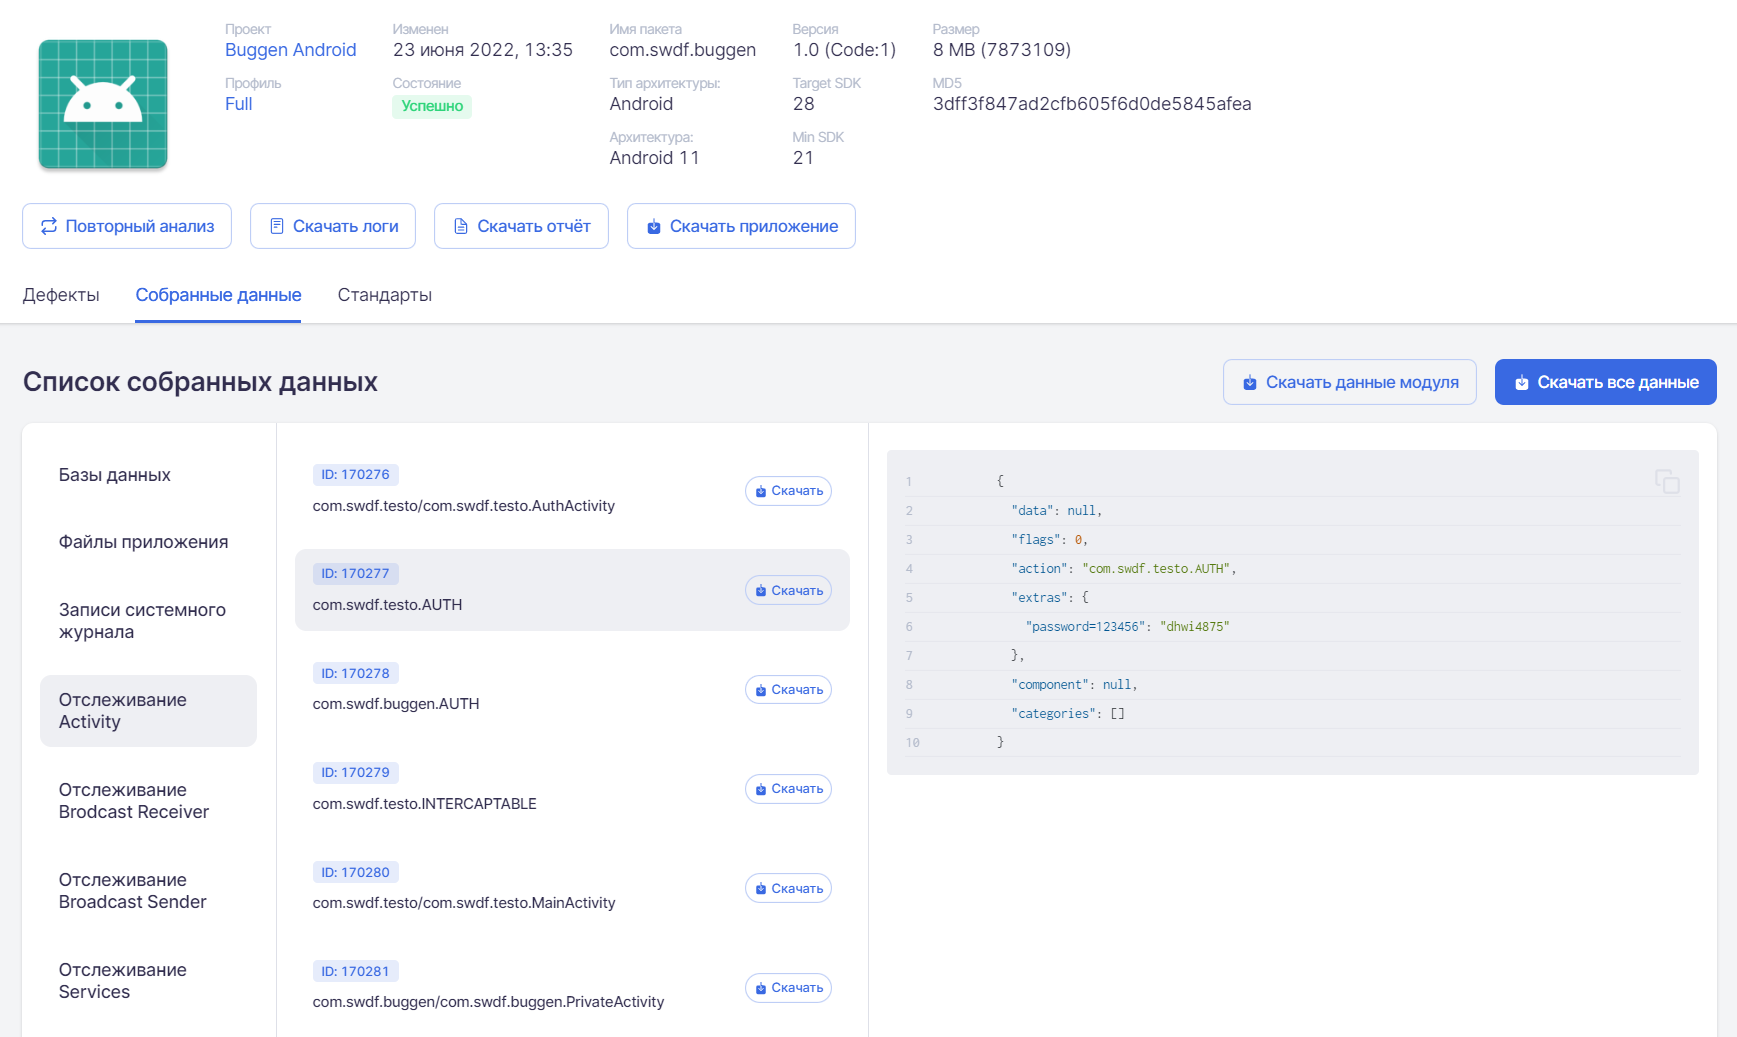 Проект
Buggen Android
Профиль
Full
Изменен
23 июня 2022, 13:35
Состояние
Успешно
Имя пакета
com.swdf.buggen
Тип архитектуры:
Android
Архитектура:
Android 11
Версия
1.0 (Code:1)
Target SDK
28
Min SDK
21
Размер
8 MB (7873109)
MD5
3dff3f847ad2cfb605f6d0de5845afea
Повторный анализ
Скачать логи
Скачать отчёт
Скачать приложение
Дефекты
Собранные данные
Стандарты
Список собранных данных
Скачать данные модуля
Скачать все данные
Базы данных
Файлы приложения
Записи системного
журнала
Отслеживание
Activity
Отслеживание
Brodcast Receiver
Отслеживание
Broadcast Sender
Отслеживание
Services
ID: 170276
com.swdf.testo/com.swdf.testo.AuthActivity
Скачать
ID: 170277
com.swdf.testo.AUTH
Скачать
ID: 170278
com.swdf.buggen.AUTH
Скачать
ID: 170279
com.swdf.testo.INTERCAPTABLE
Скачать
ID: 170280
com.swdf.testo/com.swdf.testo.MainActivity
Скачать
ID: 170281
com.swdf.buggen/com.swdf.buggen.PrivateActivity
Скачать
1 {
2 "data": null,
3 "flags": 0,
4 "action": "com.swdf.testo.AUTH",
5 "extras": {
6 "password=123456": "dhwi4875"
7 },
8 "component": null,
9 "categories": []
10 }